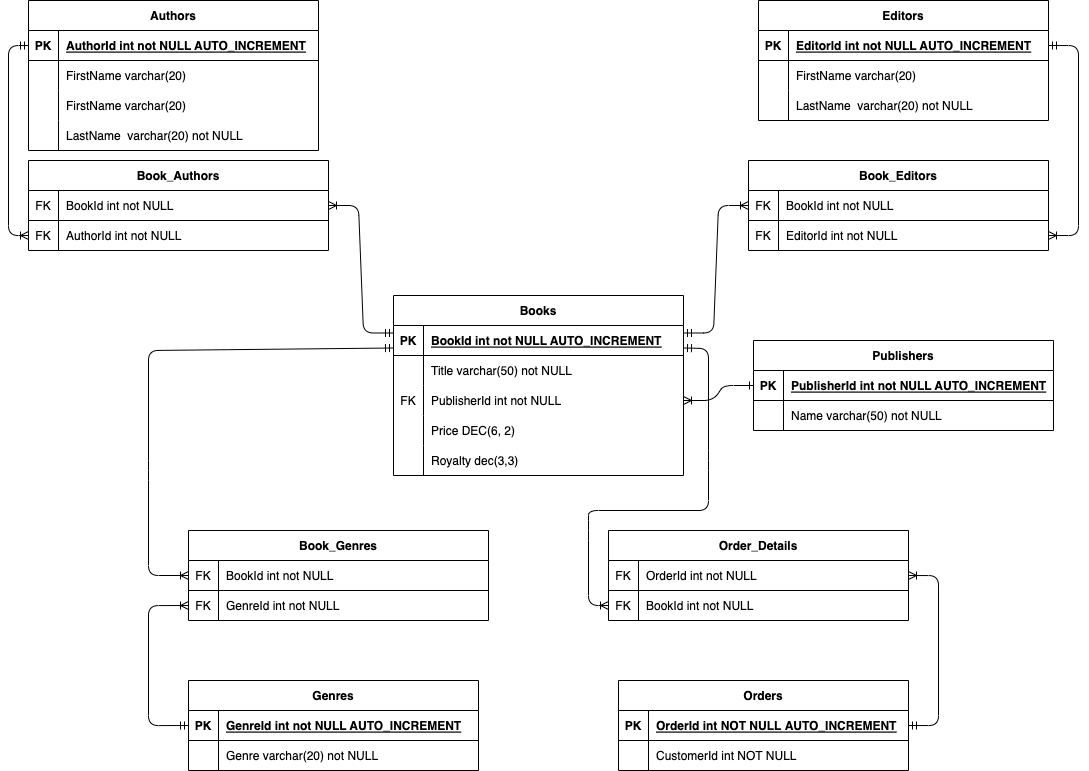 Authors
PK AuthorId int not NULL AUTO_INCREMENT
FirstName varchar(20)
FirstName varchar(20)
LastName varchar(20) not NULL
Editors
PK EditorId int not NULL AUTO_INCREMENT
FirstName varchar(20)
LastName varchar(20) not NULL
Book_Authors
FK BookId int not NULL
FK AuthorId int not NULL
Book_Editors
FK BookId int not NULL
FK EditorId int not NULL
Books
PK BookId int not NULL AUTO_INCREMENT
Title varchar(50) not NULL
FK PublisherId int not NULL
Price DEC(6, 2)
Royalty dec(3,3)
Publishers
PK PublisherId int not NULL AUTO_INCREMENT
Name varchar(50) not NULL
Book_Genres
FK BookId int not NULL
FK GenreId int not NULL
Order_Details
FK OrderId int not NULL
FK BookId int not NULL
Genres
PK GenreId int not NULL AUTO_INCREMENT
Genre varchar(20) not NULL
Orders
PK OrderId int NOT NULL AUTO_INCREMENT
CustomerId int NOT NULL